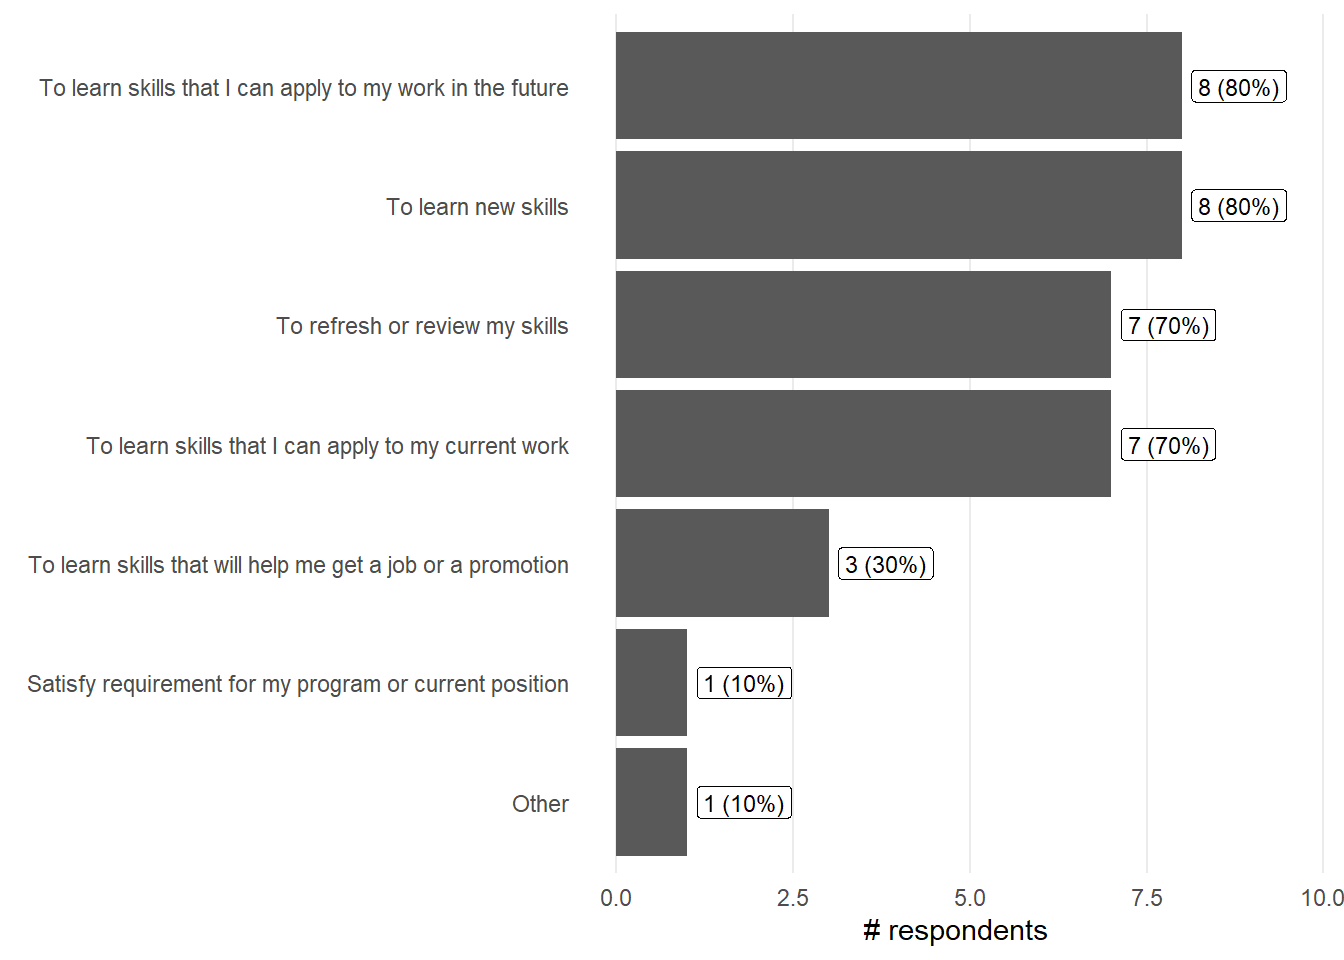 To learn skills that I can apply to my work in the future
8 (80%)
To learn new skills
8 (80%)
To refresh or review my skills
7 (70%)
To learn skills that I can apply to my current work
7 (70%)
To learn skills that will help me get a job or a promotion
3 (30%)
Satisfy requirement for my program or current position
1 (10%)
Other
1 (10%)
0.0 2.5 5.0 7.5 10.0
# respondents